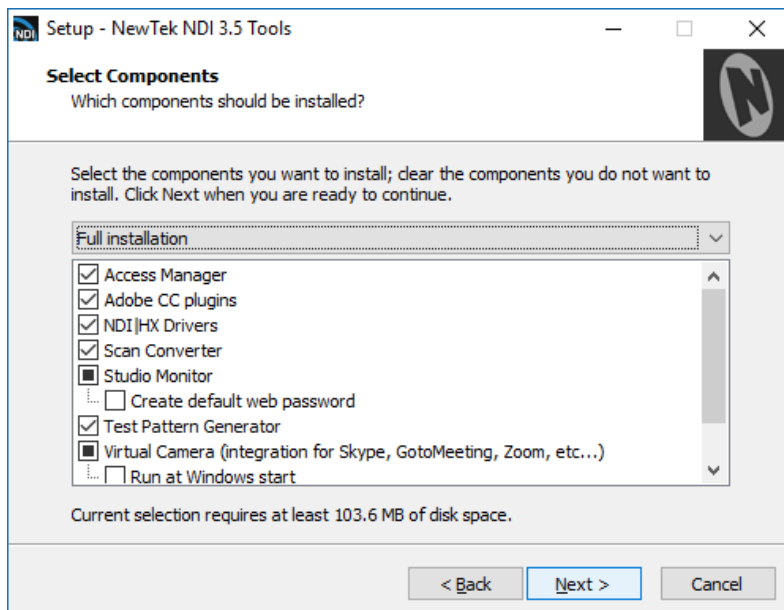 NDI Setup - NewTek NDI 3.5 Tools
Select Components
Which components should be installed?
N
Select the components you want to install; clear the components you do not want to
install. Click Next when you are ready to continue.
Full installation
Access Manager
Adobe CC plugins
NDI|HX Drivers
Scan Converter
Studio Monitor
Create default web password
Test Pattern Generator
Virtual Camera (integration for Skype, GotoMeeting, Zoom, etc...)
Run at Windows start
Current selection requires at least 103.6 MB of disk space.
< Back Next > Cancel